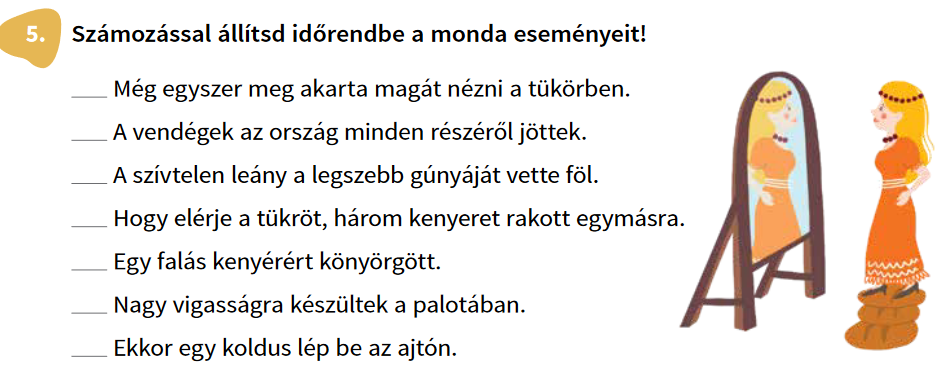 5. Számozással állítsd időrendbe a monda eseményeit!
___ Még egyszer meg akarta magát nézni a tükörben.
___ A vendégek az ország minden részéről jöttek.
___ A szívtelen leány a legszebb gúnyáját vette föl.
___ Hogy elérje a tükröt, három kenyeret rakott egymásra.
___ Egy falás kenyérért könyörgött.
___ Nagy vigasságra készültek a palotában.
___ Ekkor egy koldus lép be az ajtón.